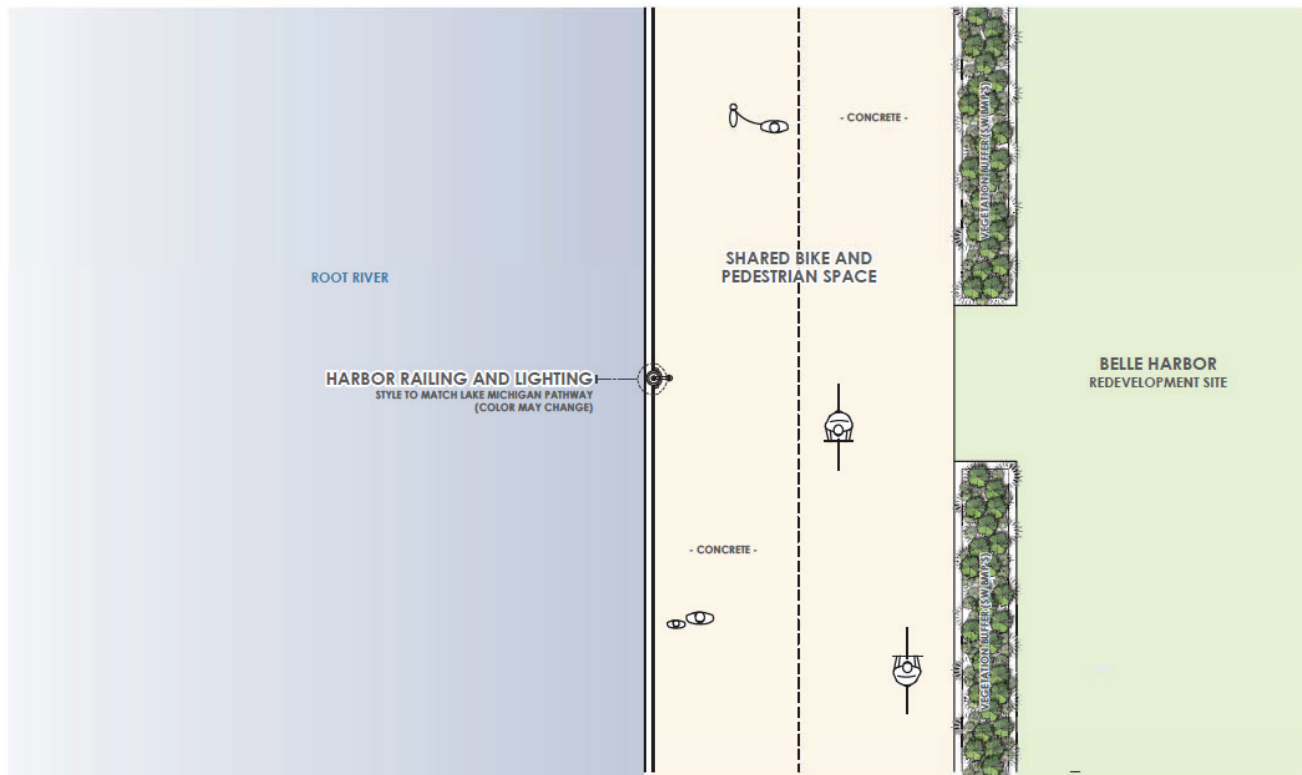 - CONCRETE -
VEGETATION BUFFER (SW BMP'S)
SHARED BIKE AND
PEDESTRIAN SPACE
ROOT RIVER
HARBOR RAILING AND LIGHTING
STYLE TO MATCH LAKE MICHIGAN PATHWAY
(COLOR MAY CHANGE)
BELLE HARBOR
REDEVELOPMENT SITE
- CONCRETE -
VEGETATION BUFFER (SW BMP'S)